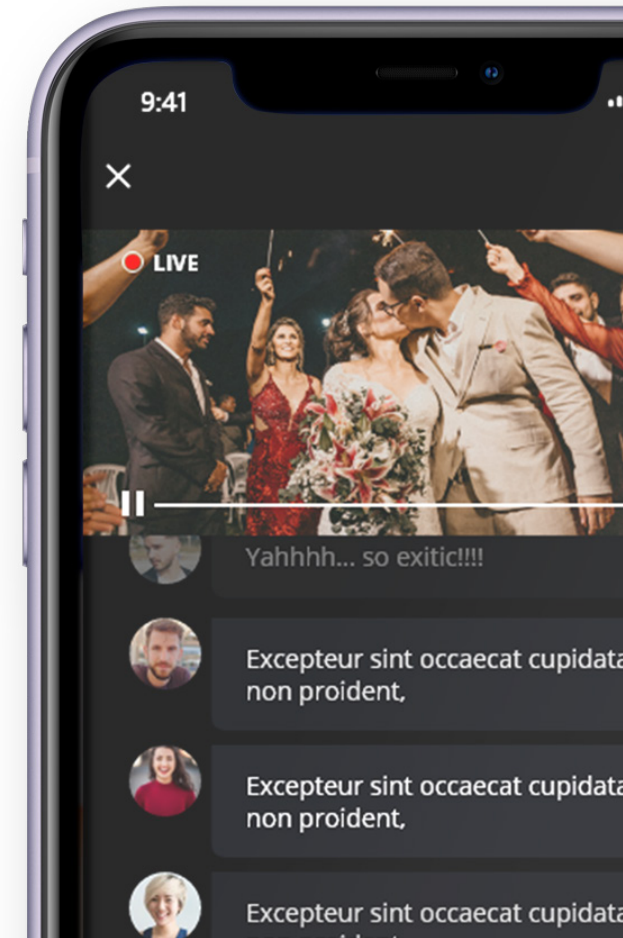 9:41
LIVE
Yahhhh... so exitic!!!!
Excepteur sint occaecat cupidata
non proident,
Excepteur sint occaecat cupidata
non proident,
Excepteur sint occaecat cupidata